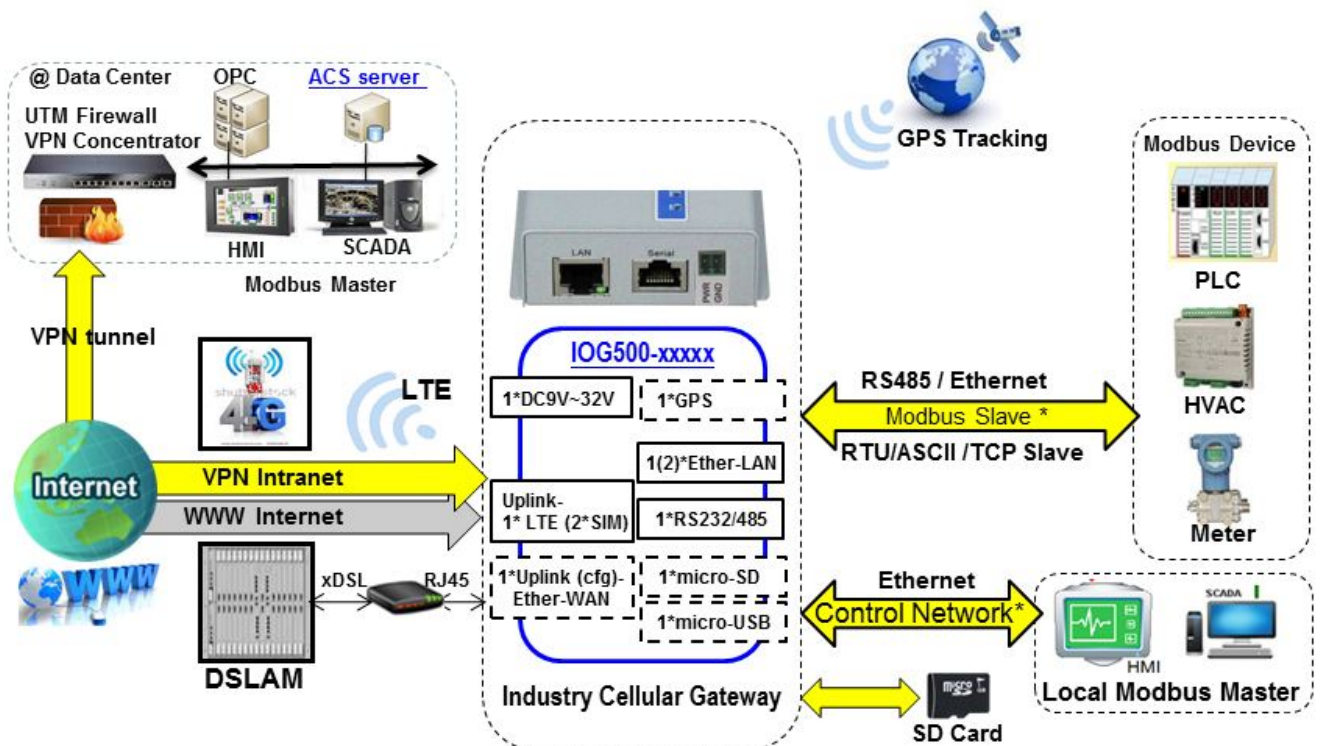 @ Data Center
OPC
ACS server
UTM Firewall
VPN Concentrator
HMI
SCADA
Modbus Master
VPN tunnel
GPS Tracking
LAN
Serial
PWR
GND
Modbus Device
PLC
HVAC
Meter
4G
LTE
IOG500-xxxxx
1*DC9V~32V
1*GPS
1(2)*Ether-LAN
Uplink-
1* LTE (2*SIM)
1*RS232/485
1*Uplink (cfg)-
Ether-WAN
1*micro-SD
1*micro-USB
Industry Cellular Gateway
Internet
VPN Intranet
WWW Internet
WWW
xDSL
RJ45
DSLAM
RS485 / Ethernet
Modbus Slave *
RTU/ASCII /TCP Slave
Ethernet
Control Network*
SCADA
HMI
Local Modbus Master
micro
SD Card